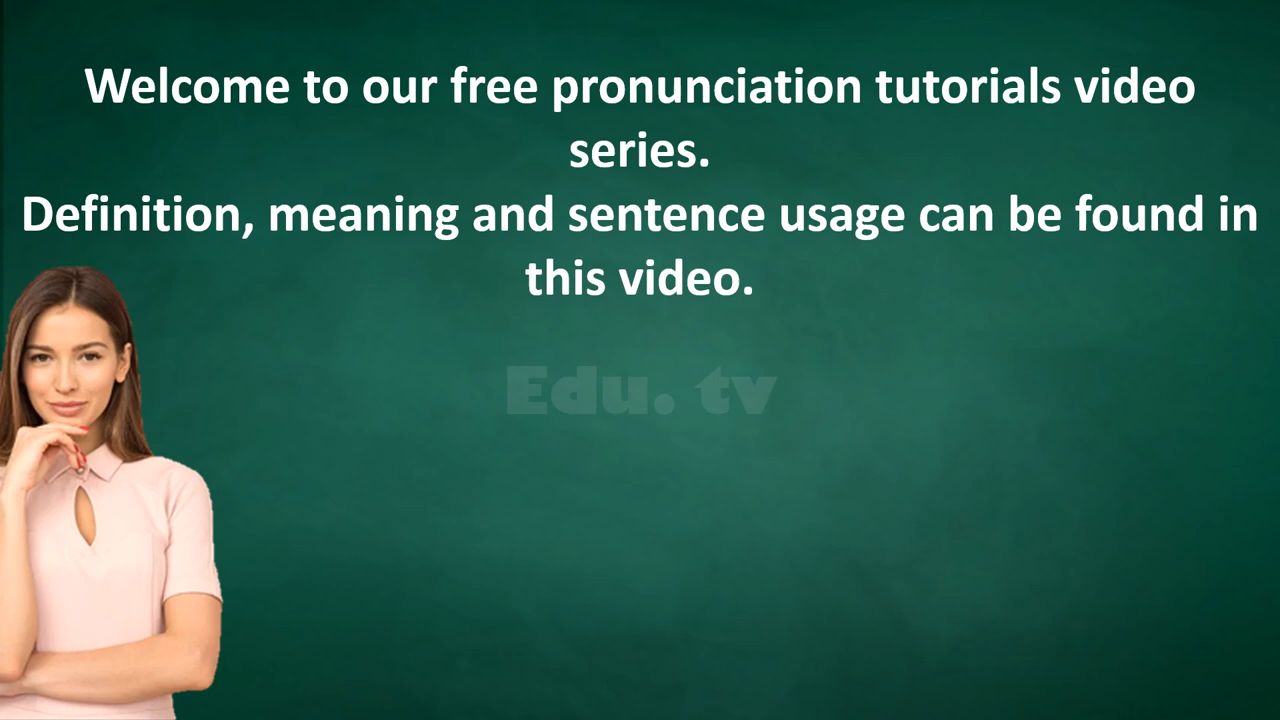 Welcome to our free pronunciation tutorials video
series.
Definition, meaning and sentence usage can be found in
this video.
Edu. tv